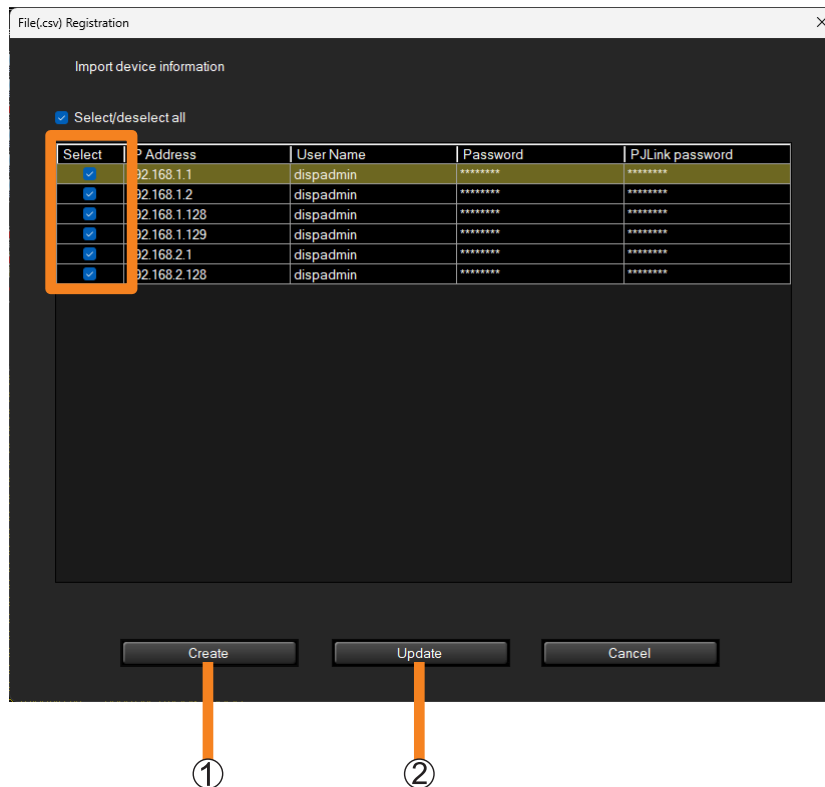 File(.csv) Registration
Import device information
Select/deselect all
Select P Address User Name Password PJLink password
92.168.1.1 dispadmin ******** ********
92.168.1.2 dispadmin ******** ********
92.168.1.128 dispadmin ******** ********
92.168.1.129 dispadmin ******** ********
92.168.2.1 dispadmin ******** ********
92.168.2.128 dispadmin ******** ********
Create Update Cancel
① ②